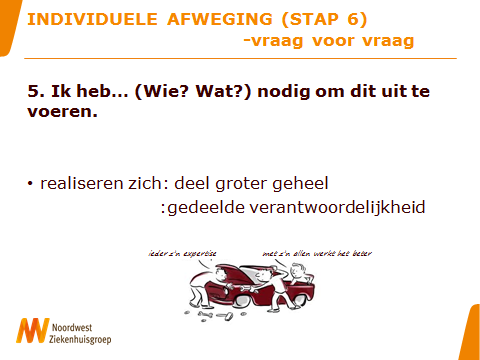 INDIVIDUELE AFWEGING (STAP 6)
-vraag voor vraag
5. Ik heb... (Wie? Wat?) nodig om dit uit te
voeren.
• realiseren zich: deel groter geheel
:gedeelde verantwoordelijkheid
ieder z'n expertise met z'n allen werkt het beter
Noordwest
Ziekenhuisgroep